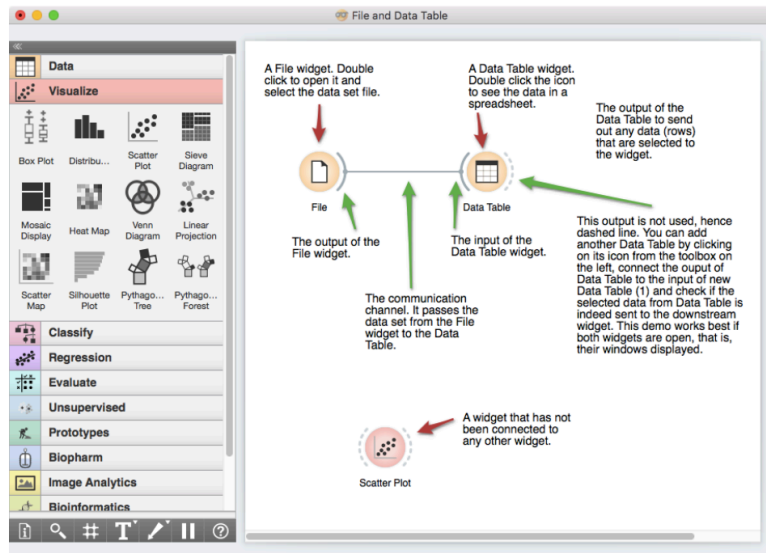 File and Data Table
Data
Visualize
Box Plot
Distribu...
Scatter
Plot
Sieve
Diagram
Mosaic
Display
Heat Map
Venn
Diagram
Linear
Projection
Scatter
Map
Silhouette
Plot
Pythago...
Tree
Pythago...
Forest
Classify
Regression
Evaluate
Unsupervised
Prototypes
Biopharm
Image Analytics
Bioinformatics
A File widget. Double
click to open it and
select the data set file.
A Data Table widget.
Double click the icon
to see the data in a
spreadsheet.
The output of the
Data Table to send
out any data (rows)
that are selected to
the widget.
File
Data Table
The output of the
File widget.
The input of the
Data Table widget.
This output is not used, hence
dashed line. You can add
another Data Table by clicking
on its icon from the toolbox on
the left, connect the ouput of
Data Table to the input of new
Data Table (1) and check if the
selected data from Data Table is
indeed sent to the downstream
widget. This demo works best if
both widgets are open, that is,
their windows displayed.
The communication
channel. It passes the
data set from the File
widget to the Data
Table.
A widget that has not
been connected to
any other widget.
Scatter Plot